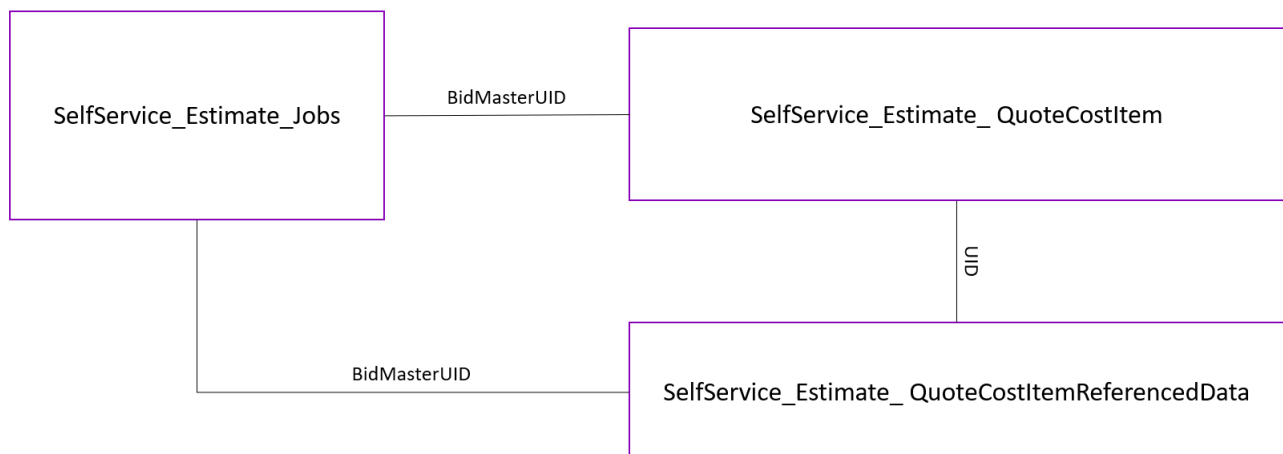 SelfService_Estimate_Jobs
BidMasterUID
SelfService_Estimate_ QuoteCostItem
UID
BidMasterUID
SelfService_Estimate_ QuoteCostItemReferencedData